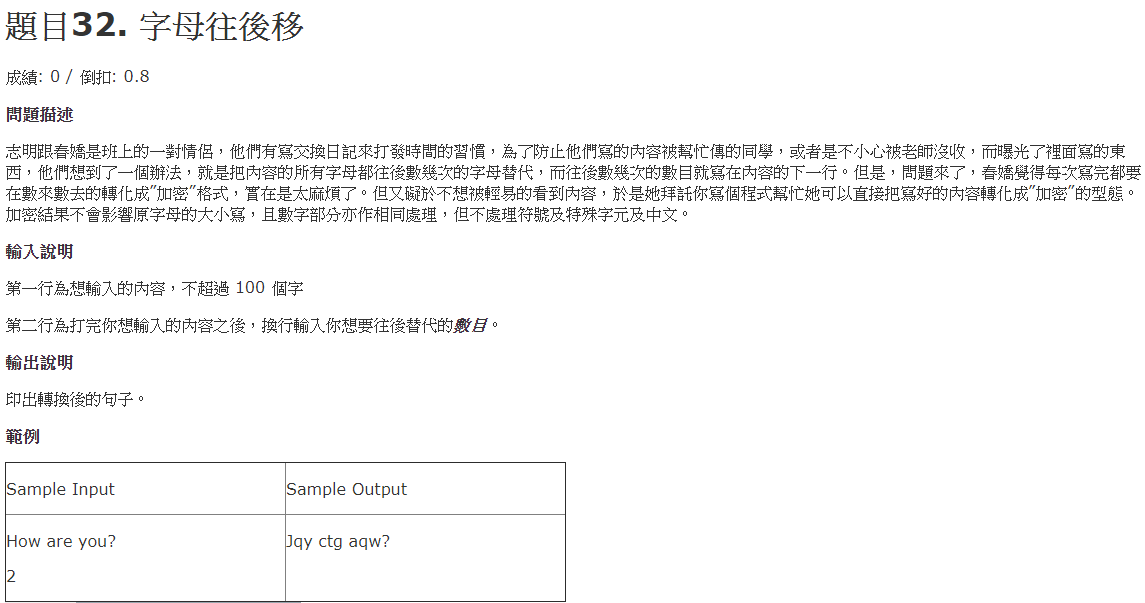 題目32. 字母往後移
成績: 0 / 倒扣: 0.8
問題描述
志明跟春嬌是班上的一對情侶，他們有寫交換日記來打發時間的習慣，為了防止他們寫的內容被幫忙傳的同學，或者是不小心被老師沒收，而曝光了裡面寫的東
西，他們想到了一個辦法，就是把內容的所有字母都往後數幾次的字母替代，而往後數幾次的數目就寫在內容的下一行。但是，問題來了，春嬌覺得每次寫完都要
在數來數去的轉化成"加密"格式，實在是太麻煩了。但又礙於不想被輕易的看到內容，於是她拜託你寫個程式幫忙她可以直接把寫好的內容轉化成"加密"的型態。
加密結果不會影響原字母的大小寫，且數字部分亦作相同處理，但不處理符號及特殊字元及中文。
輸入說明
第一行為想輸入的內容，不超過 100 個字
第二行為打完你想輸入的內容之後，換行輸入你想要往後替代的數目。
輸出說明
印出轉換後的句子。
範例
Sample Input Sample Output
How are you? Jqy ctg aqw?
2